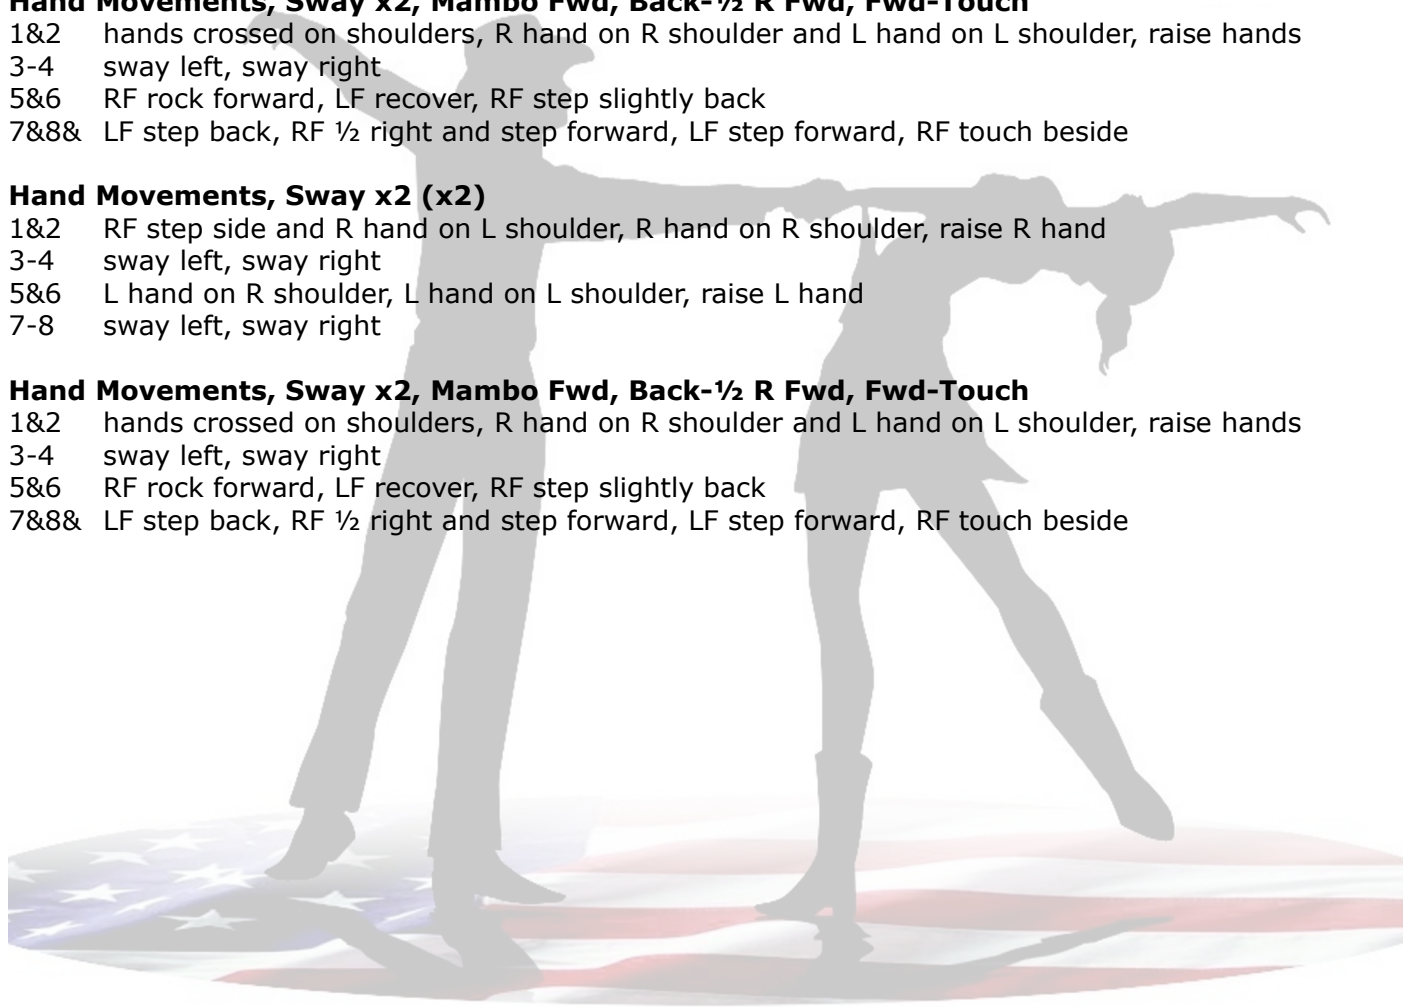 Hand Movements, Sway x2, Mambo Fwd, Back-½ R Fwd, Fwd-Touch
1&2 hands crossed on shoulders, R hand on R shoulder and L hand on L shoulder, raise hands
3-4 sway left, sway right
5&6 RF rock forward, LF recover, RF step slightly back
7&8& LF step back, RF ½ right and step forward, LF step forward, RF touch beside
Hand Movements, Sway x2 (x2)
1&2 RF step side and R hand on L shoulder, R hand on R shoulder, raise R hand
3-4 sway left, sway right
5&6 L hand on R shoulder, L hand on L shoulder, raise L hand
7-8 sway left, sway right
Hand Movements, Sway x2, Mambo Fwd, Back-½ R Fwd, Fwd-Touch
1&2 hands crossed on shoulders, R hand on R shoulder and L hand on L shoulder, raise hands
3-4 sway left, sway right
5&6 RF rock forward, LF recover, RF step slightly back
7&8& LF step back, RF ½ right and step forward, LF step forward, RF touch beside